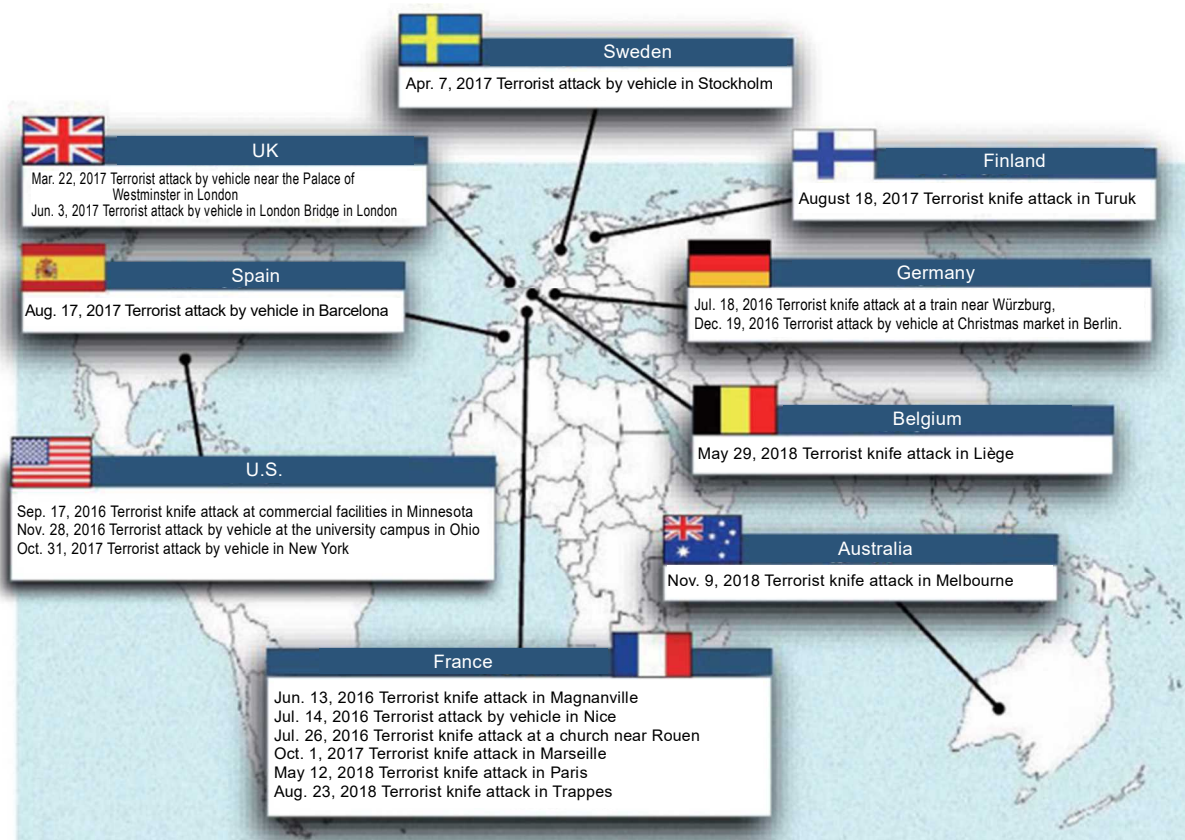 Sweden
Apr. 7, 2017 Terrorist attack by vehicle in Stockholm
UK
Mar. 22, 2017 Terrorist attack by vehicle near the Palace of
Westminster in London
Jun. 3, 2017 Terrorist attack by vehicle in London Bridge in London
Finland
August 18, 2017 Terrorist knife attack in Turuk
Spain
Aug. 17, 2017 Terrorist attack by vehicle in Barcelona
Germany
Jul. 18, 2016 Terrorist knife attack at a train near Würzburg,
Dec. 19, 2016 Terrorist attack by vehicle at Christmas market in Berlin.
Belgium
May 29, 2018 Terrorist knife attack in Liège
U.S.
Sep. 17, 2016 Terrorist knife attack at commercial facilities in Minnesota
Nov. 28, 2016 Terrorist attack by vehicle at the university campus in Ohio
Oct. 31, 2017 Terrorist attack by vehicle in New York
Australia
Nov. 9, 2018 Terrorist knife attack in Melbourne
France
Jun. 13, 2016 Terrorist knife attack in Magnanville
Jul. 14, 2016 Terrorist attack by vehicle in Nice
Jul. 26, 2016 Terrorist knife attack at a church near Rouen
Oct. 1, 2017 Terrorist knife attack in Marseille
May 12, 2018 Terrorist knife attack in Paris
Aug. 23, 2018 Terrorist knife attack in Trappes